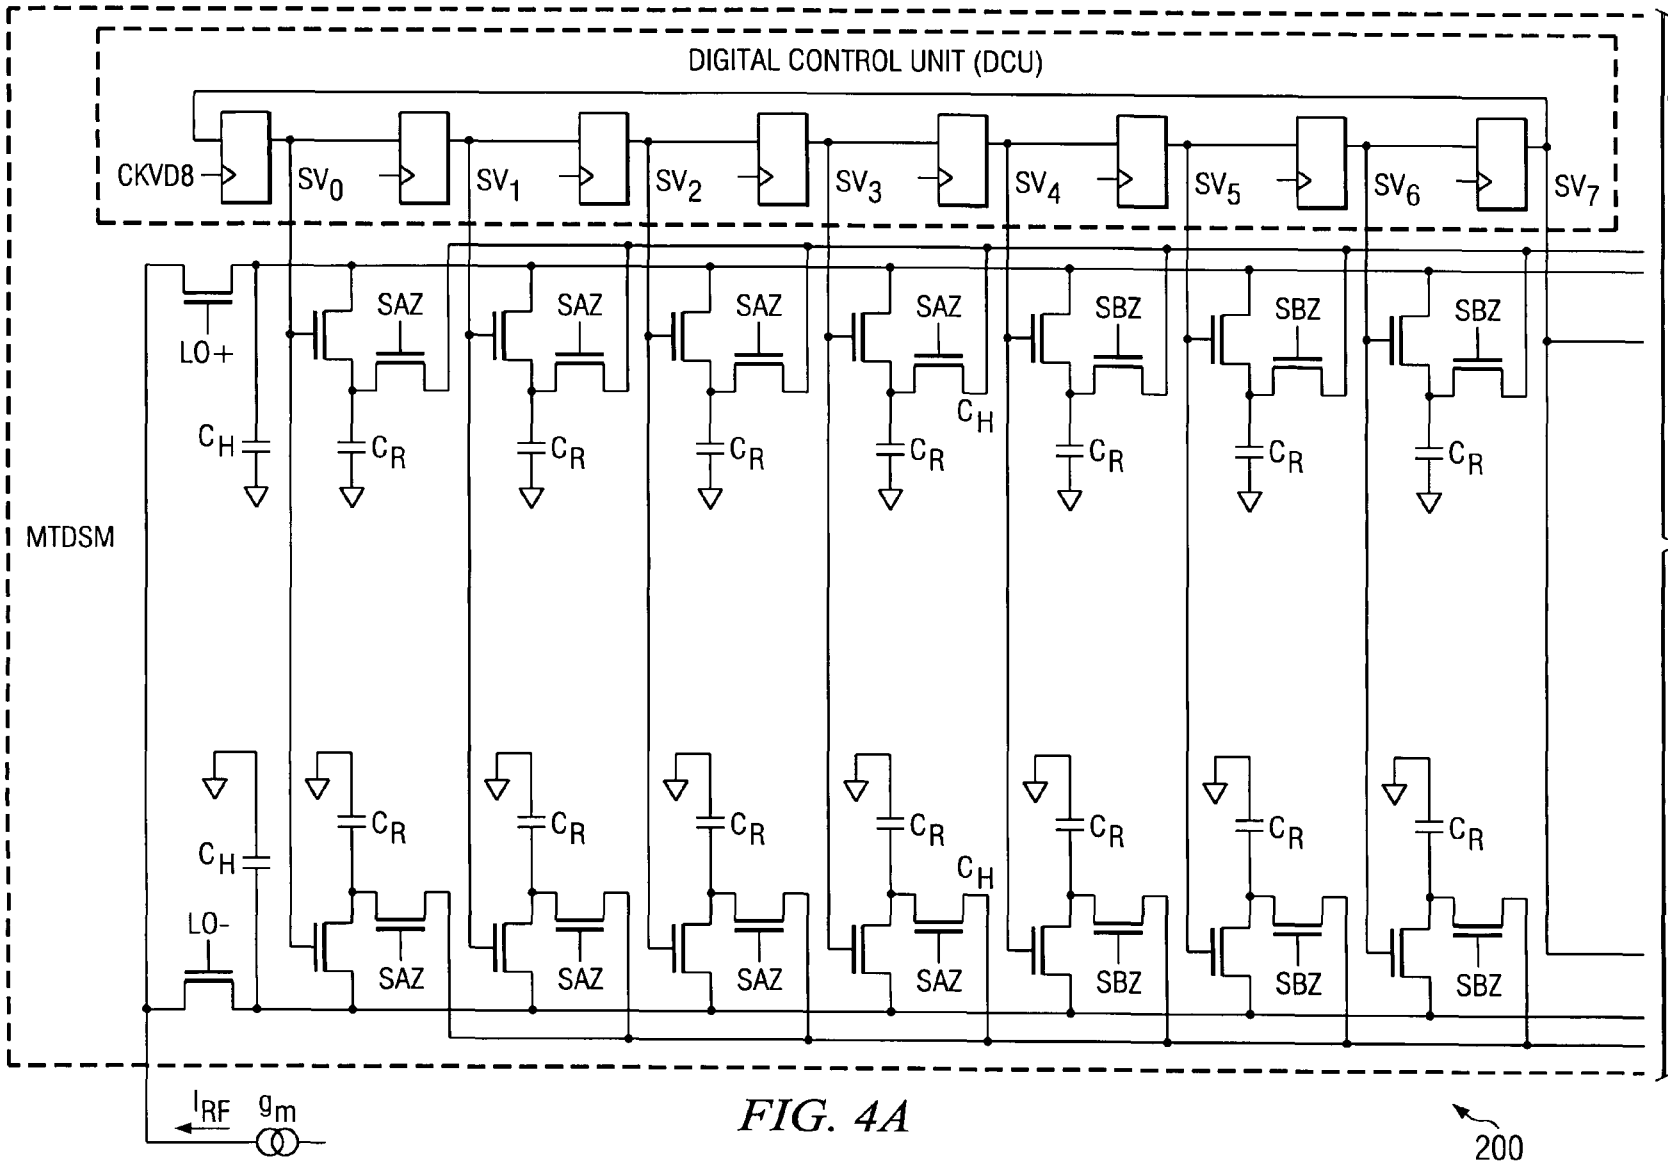 DIGITAL CONTROL UNIT (DCU)
CKVD8
SV0 SV1 SV2 SV3 SV4 SV5 SV6 SV7
SAZ SAZ SAZ SAZ SBZ SBZ SBZ
LO+
CH
CH CR CR CR CR CR CR CR
MTDSM
CR CR CR CR CR CR CR
CH CH
LO-
SAZ SAZ SAZ SAZ SBZ SBZ SBZ
IRF gm
FIG. 4A
200